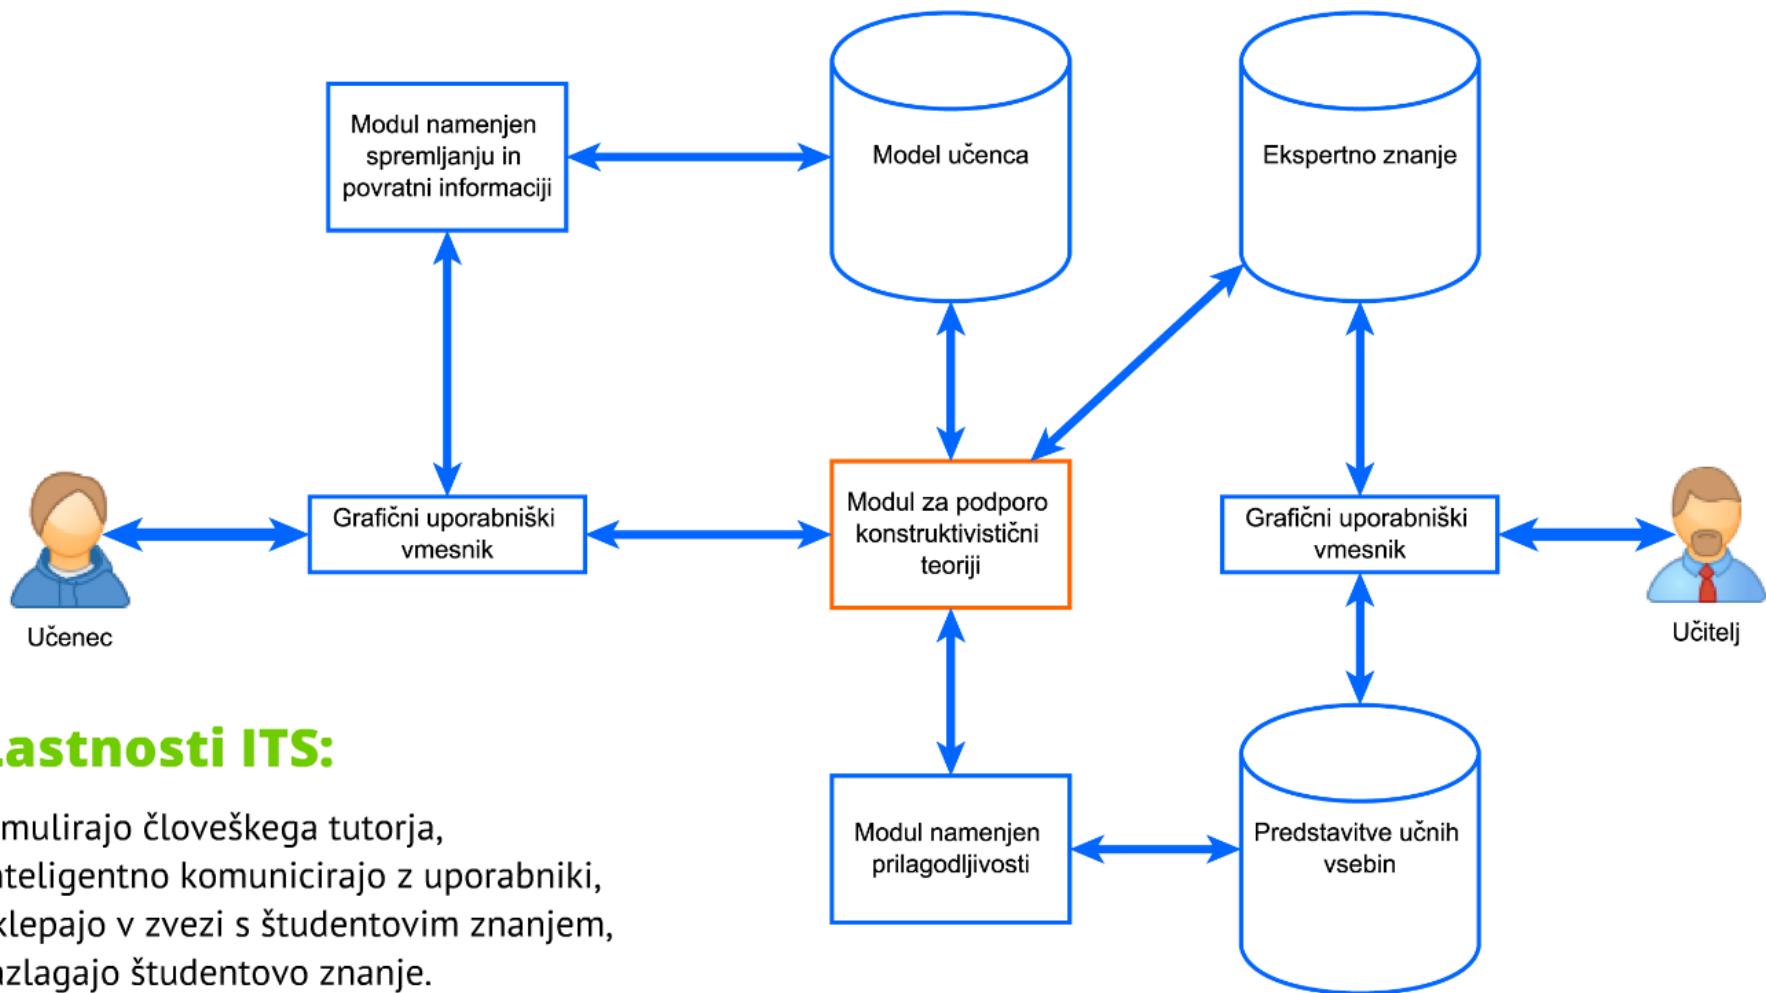 Modul namenjen
spremljanju in
povratni informaciji
Model učenca
Ekspertno znanje
Grafični uporabniški
vmesnik
Modul za podporo
konstruktivistični
teoriji
Grafični uporabniški
vmesnik
Učenec
Učitelj
Modul namenjen
prilagodljivosti
Predstavitve učnih
vsebin
astnosti ITS:
mulirajo človeškega tutorja,
nteligentno komunicirajo z uporabniki,
klepajo v zvezi s študentovim znanjem,
azlagajo študentovo znanje.